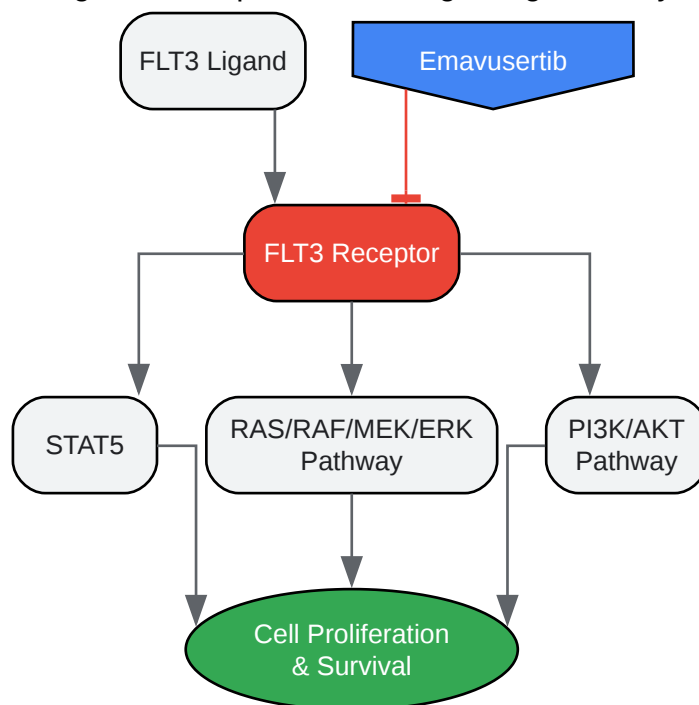 FLT3 Ligand
Emavusertib
FLT3 Receptor
STAT5
RAS/RAF/MEK/ERK
Pathway
PI3K/AKT
Pathway
Cell Proliferation
& Survival